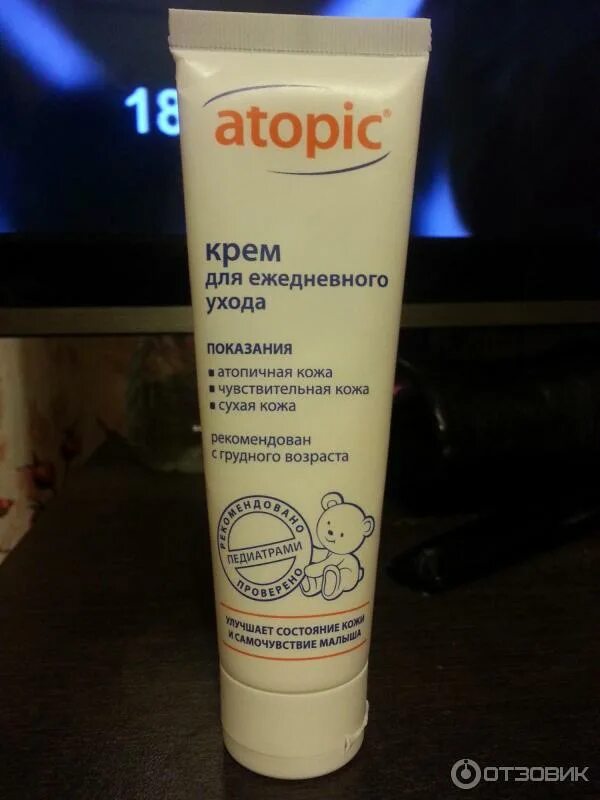 18
atopic®
крем
для ежедневного
ухода
ПОКАЗАНИЯ
▪ атопичная кожа
▪ чувствительная кожа
▪ сухая кожа
рекомендован
с грудного возраста
РЕКОМЕНДОВАНО
ПЕДИАТРАМИ
ПРОВЕРЕНО
УЛУЧШАЕТ СОСТОЯНИЕ КОЖИ
И САМОЧУВСТВИЕ МАЛЫША
ОТЗОВИК